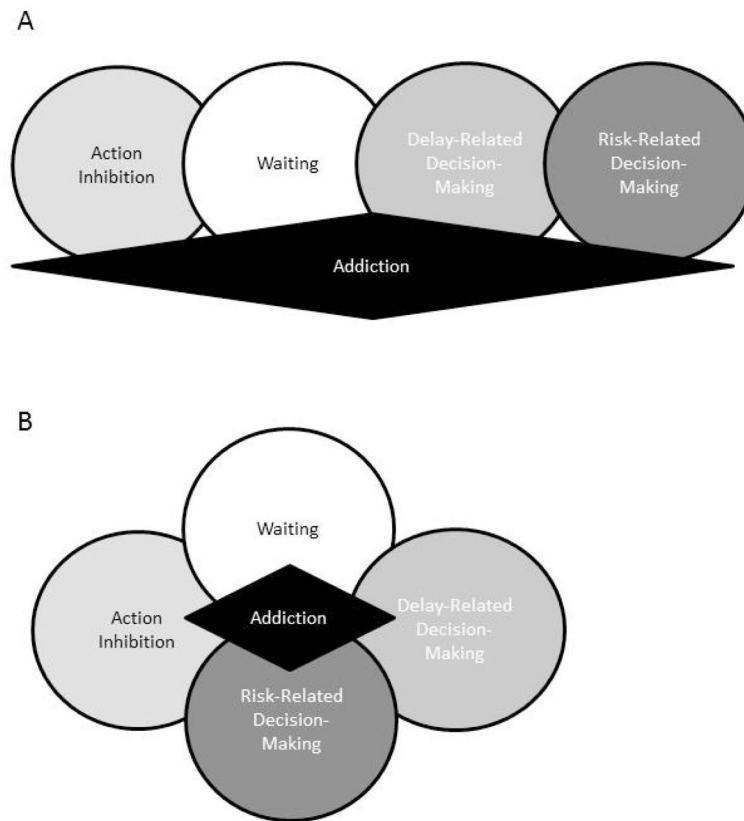 A
Action
Inhibition
Waiting
Delay-Related
Decision-
Making
Risk-Related
Decision-
Making
Addiction
B
Waiting
Action
Inhibition
Addiction
Delay-Related
Decision-
Making
Risk-Related
Decision-
Making